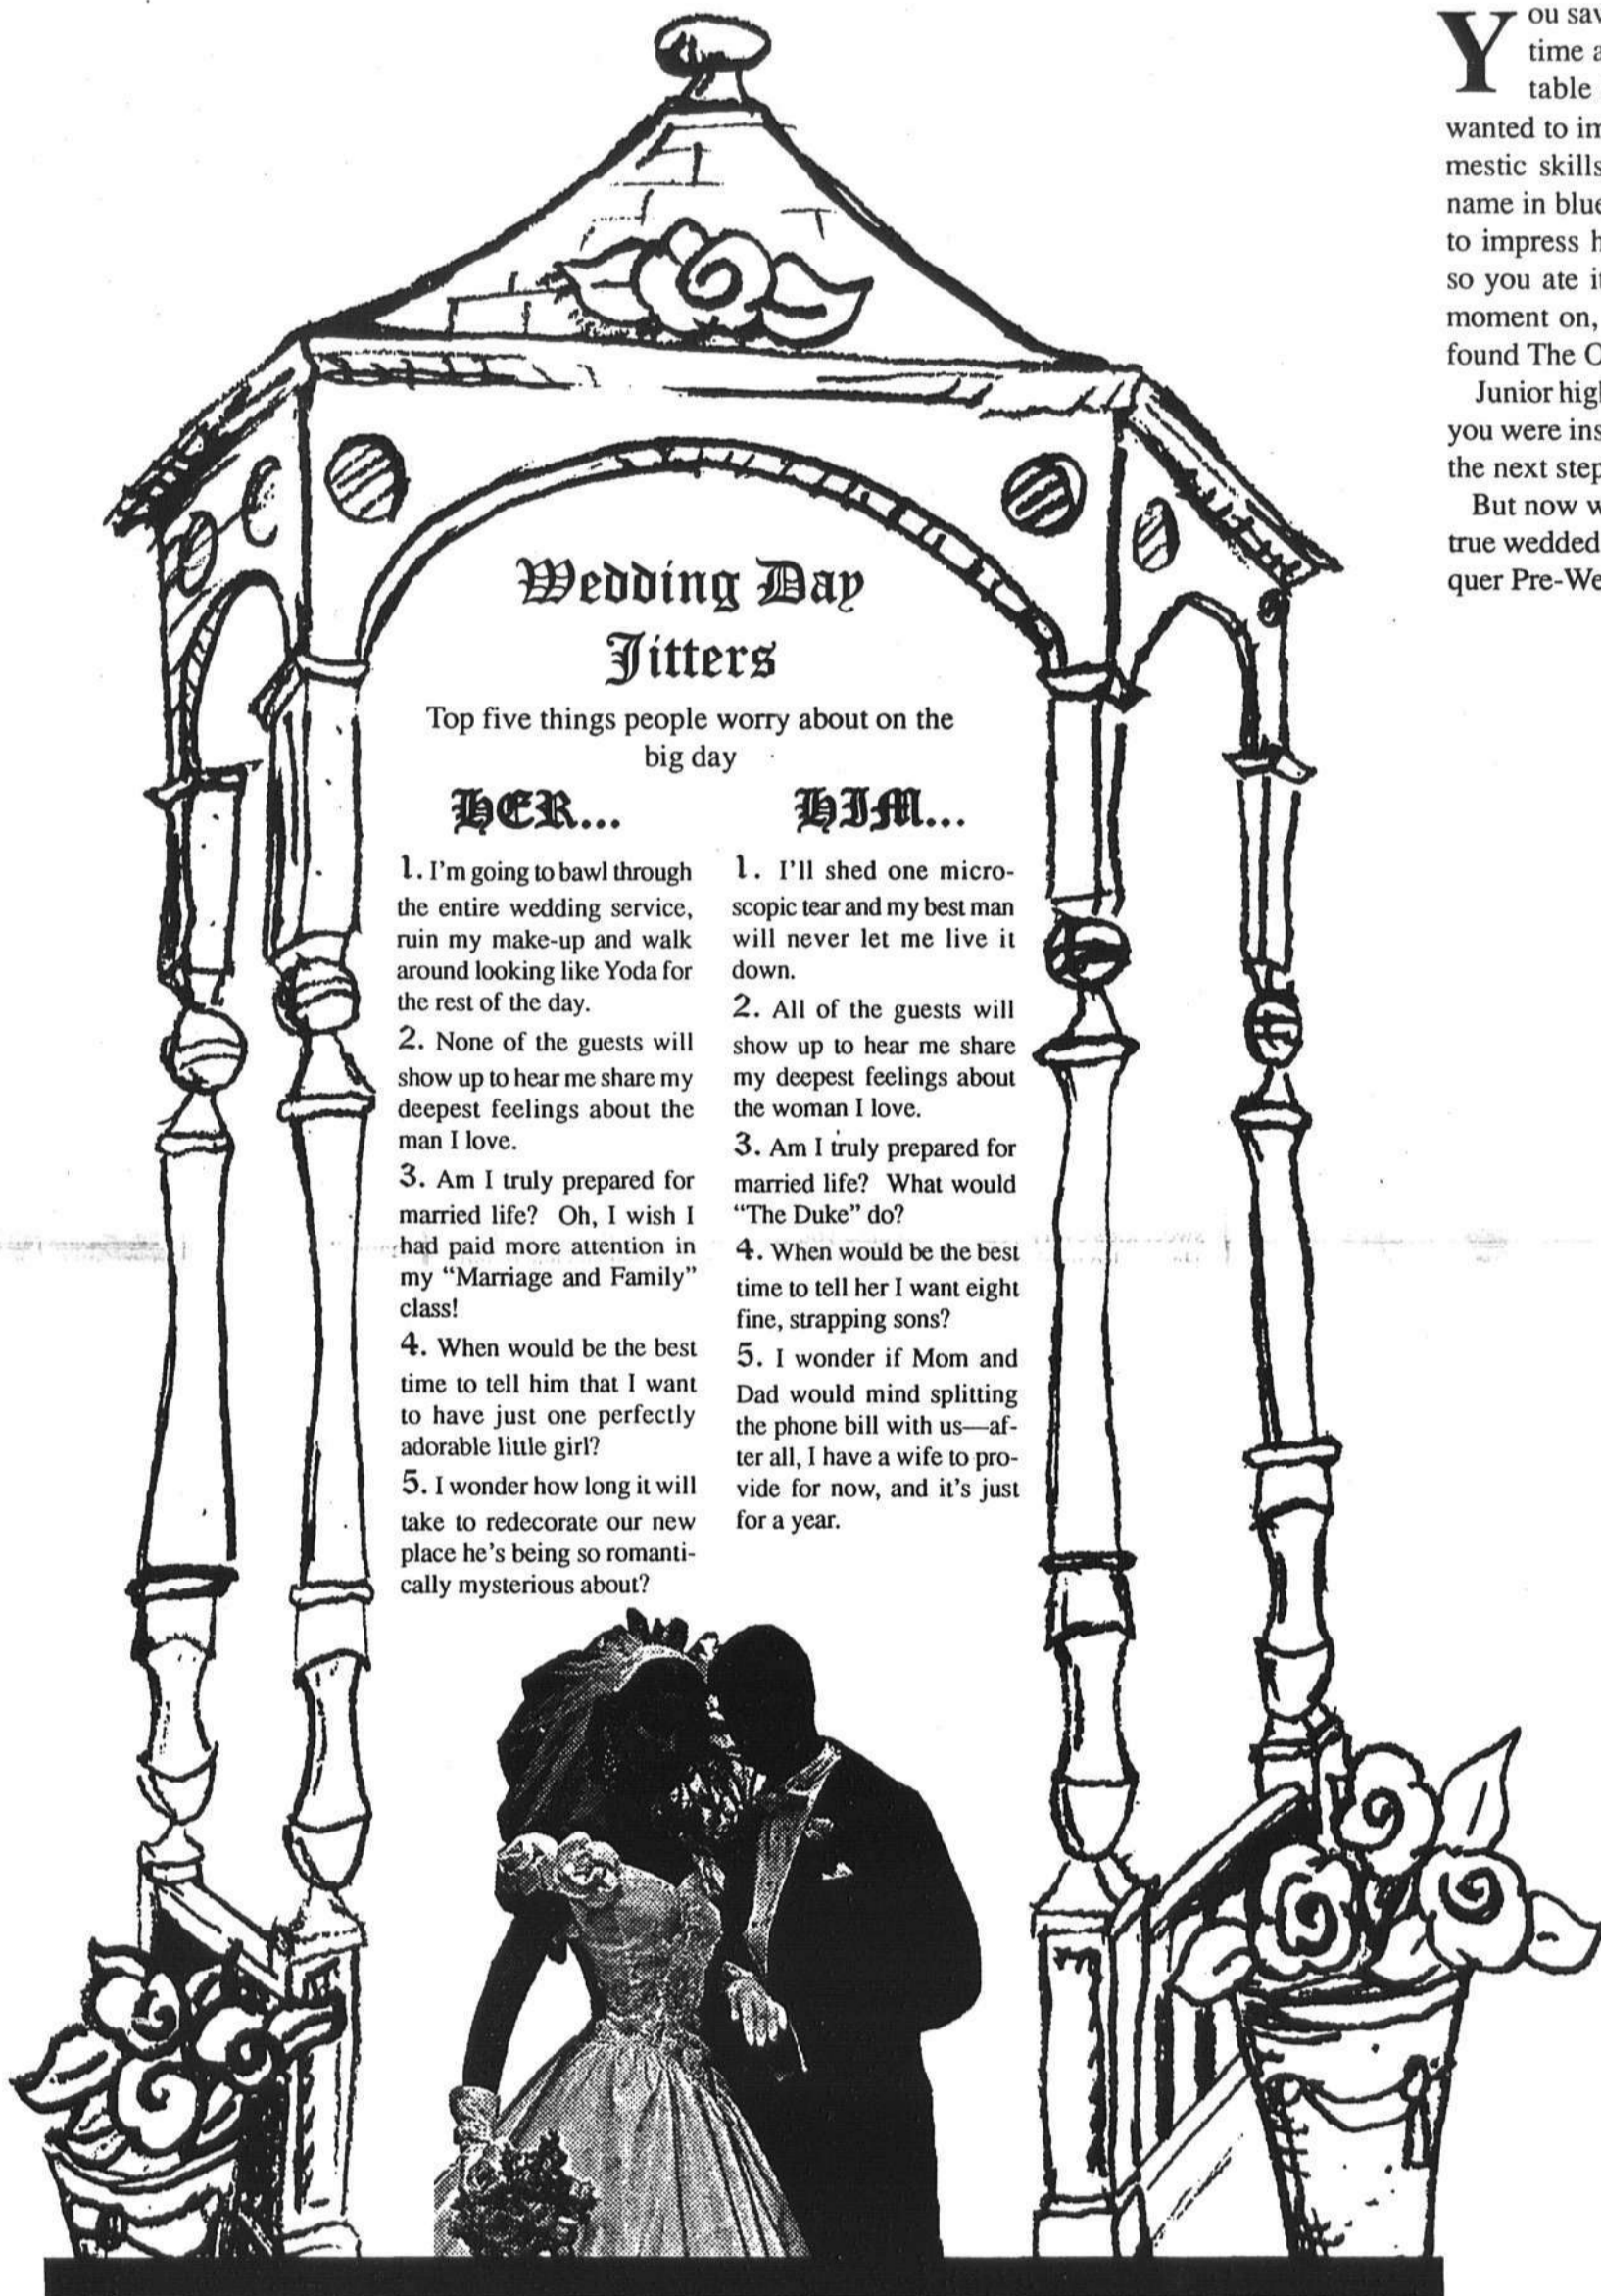 Wedding Day
Jitters
Top five things people worry about on the
big day
HER...
1. I'm going to bawl through
the entire wedding service,
ruin my make-up and walk
around looking like Yoda for
the rest of the day.
2. None of the guests will
show up to hear me share my
deepest feelings about the
man I love.
3. Am I truly prepared for
married life? Oh, I wish I
had paid more attention in
my “Marriage and Family”
class!
4. When would be the best
time to tell him that I want
to have just one perfectly
adorable little girl?
5. I wonder how long it will
take to redecorate our new
place he's being so romanti-
cally mysterious about?
HIM...
1. I'll shed one micro-
scopic tear and my best man
will never let me live it
down.
2. All of the guests will
show up to hear me share
my deepest feelings about
the woman I love.
3. Am I truly prepared for
married life? What would
“The Duke” do?
4. When would be the best
time to tell her I want eight
fine, strapping sons?
5. I wonder if Mom and
Dad would mind splitting
the phone bill with us—af-
ter all, I have a wife to pro-
vide for now, and it's just
for a year.
You
time
table
wanted to
mestic skills
name in blue
to impress
so you ate
moment on,
found The
Junior
you were
the next step
But now
true wedded
quer